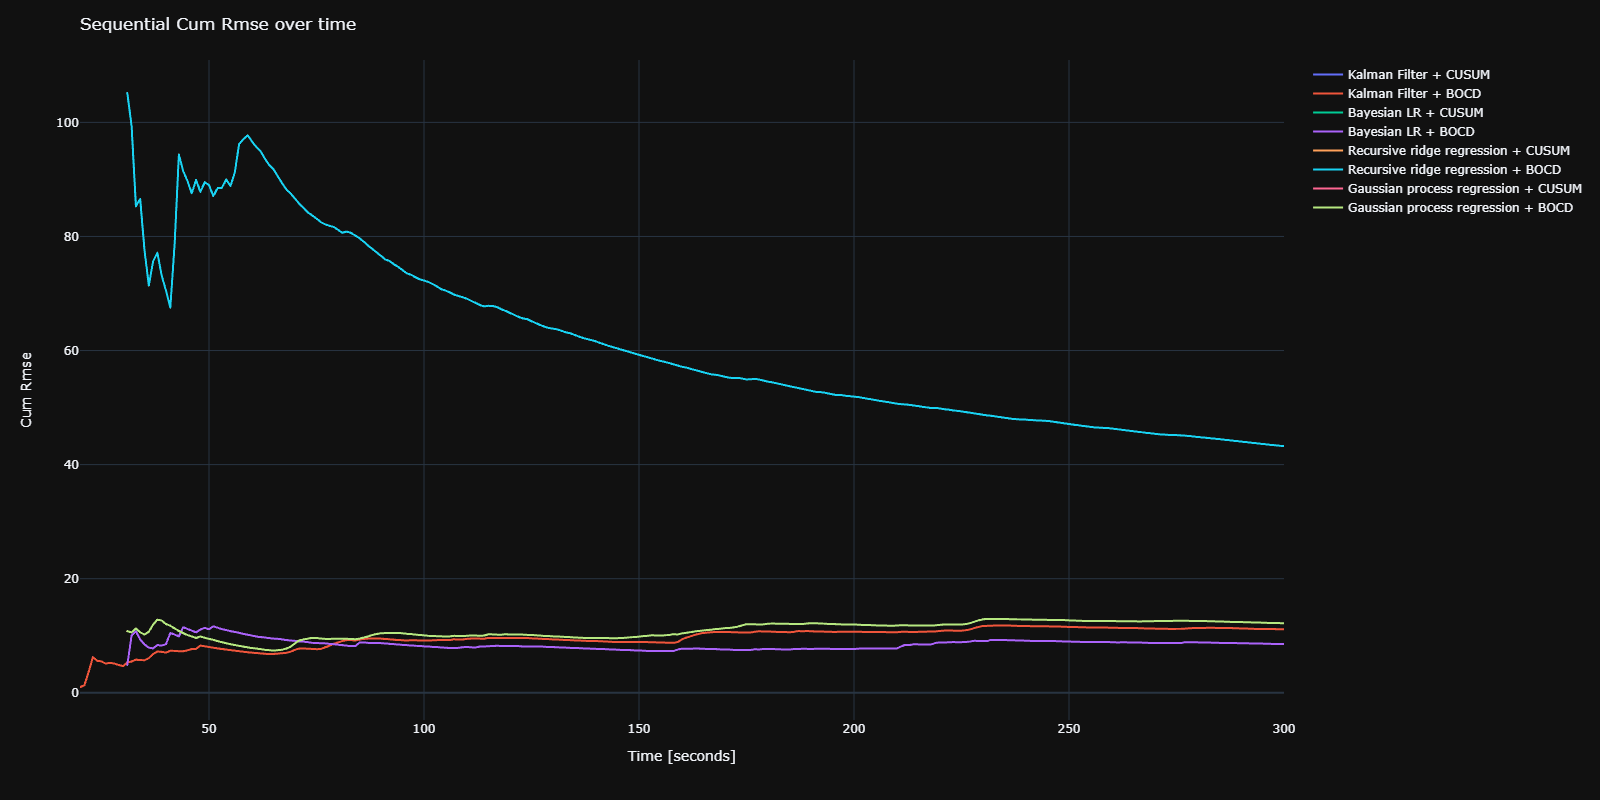 Sequential Cum Rmse over time
Kalman Filter + CUSUM
Kalman Filter + BOCD
Bayesian LR + CUSUM
Bayesian LR + BOCD
Recursive ridge regression + CUSUM
Recursive ridge regression + BOCD
Gaussian process regression + CUSUM
Gaussian process regression + BOCD
100
80
60
40
20
0
Cum Rmse
50 100 150 200 250 300
Time [seconds]